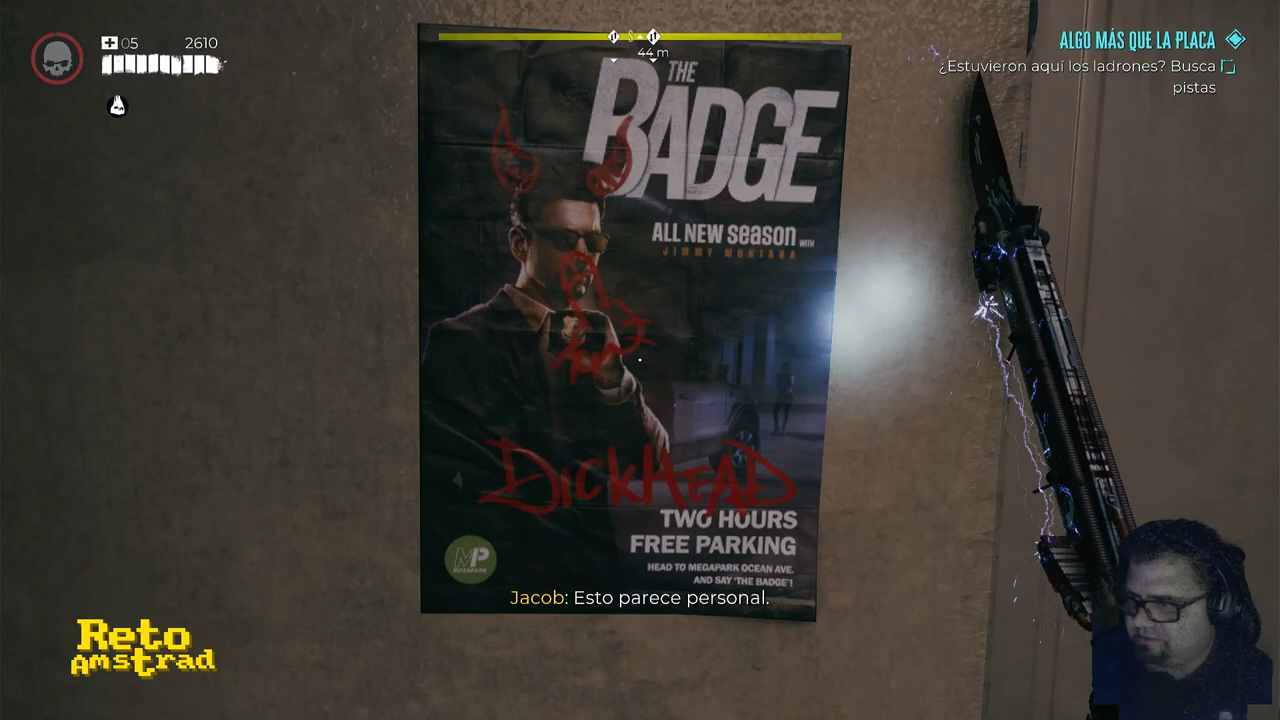 05
2610
44 m
S
ALGO MÁS QUE LA PLACA
¿Estuvieron aquí los ladrones? Busca
pistas
THE
BADGE
ALL NEW SEASON WITH
JIMMY MONTANA
DICKHEAD
TWO HOURS
FREE PARKING
HEAD TO MEGAPARK OCEAN AVE.
AND SAY 'THE BADGE'!
MP
MEGAPARK
Jacob: Esto parece personal.
Reto
Amstrad